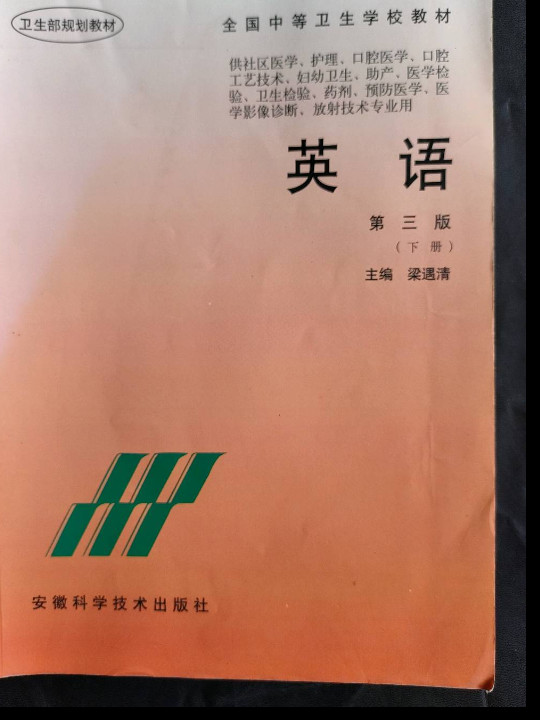 卫生部规划教材
全国中等卫生学校教材
供社区医学、护理、口腔医学、口腔
工艺技术、妇幼卫生、助产、医学检
验、卫生检验、药剂、预防医学、医
学影像诊断、放射技术专业用
英语
第三版
(下册)
主编 梁遇清
安徽科学技术出版社